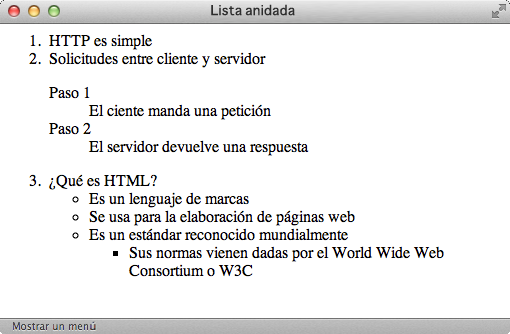 Lista anidada
1. HTTP es simple
2. Solicitudes entre cliente y servidor
Paso 1
El ciente manda una petición
Paso 2
El servidor devuelve una respuesta
3. ¿Qué es HTML?
Es un lenguaje de marcas
Se usa para la elaboración de páginas web
Es un estándar reconocido mundialmente
Sus normas vienen dadas por el World Wide Web
Consortium o W3C
Mostrar un menú